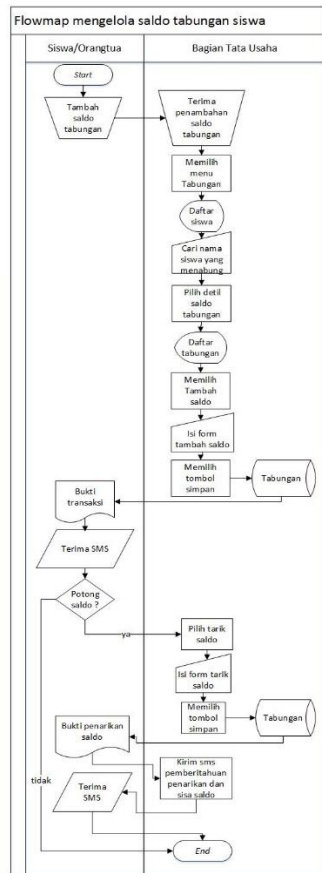 Flowmap mengelola saldo tabungan siswa
Siswa/Orangtua
Bagian Tata Usaha
Start
Tambah
saldo
tabungan
Terima
penambahan
saldo
tabungan
Memilih
menu
Tabungan
Daftar
siswa
Cari nama
siswa yang
menabung
Pilih detil
saldo
tabungan
Daftar
tabungan
Memilih
Tambah
saldo
Isi form
tambah saldo
Memilih
tombol
simpan
Tabungan
Bukti
transaksi
Terima SMS
Potong
saldo ?
ya
Pilih tarik
saldo
Isi form tarik
saldo
Memilih
tombol
simpan
Tabungan
Bukti penarikan
saldo
Kirim sms
pemberitahuan
penarikan dan
sisa saldo
tidak
Terima
SMS
End